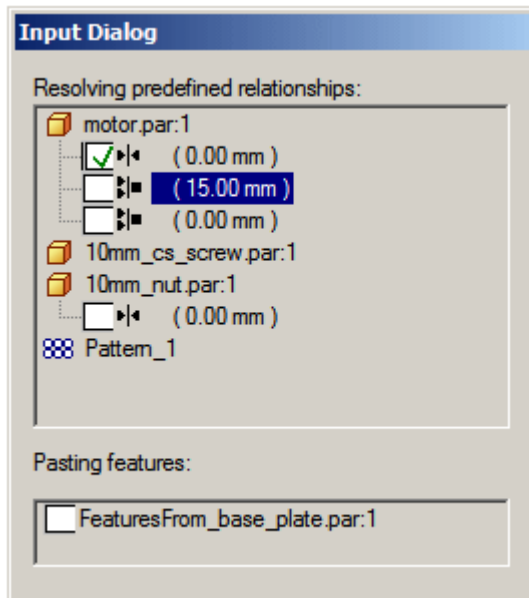 Input Dialog
Resolving predefined relationships:
motor.par:1
( 0.00 mm )
( 15.00 mm )
( 0.00 mm )
10mm_cs_screw.par:1
10mm_nut.par:1
( 0.00 mm )
Pattern_1
Pasting features:
FeaturesFrom_base_plate.par:1